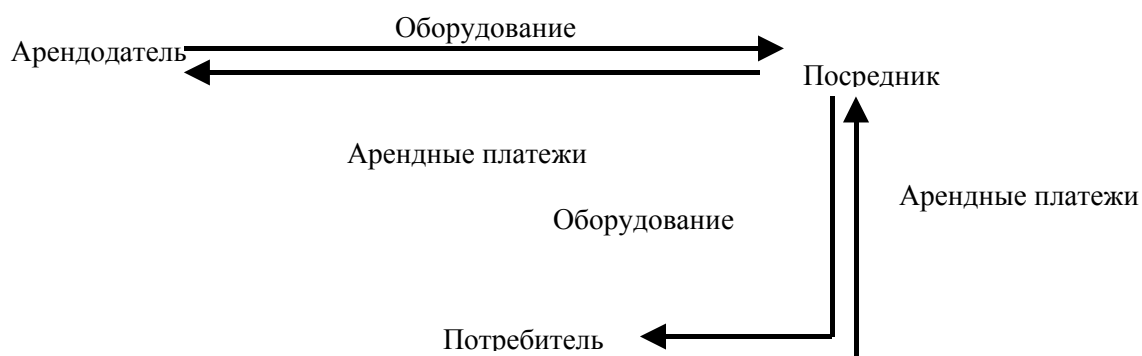 Оборудование
Арендодатель
Посредник
Арендные платежи
Арендные платежи
Оборудование
Потребитель